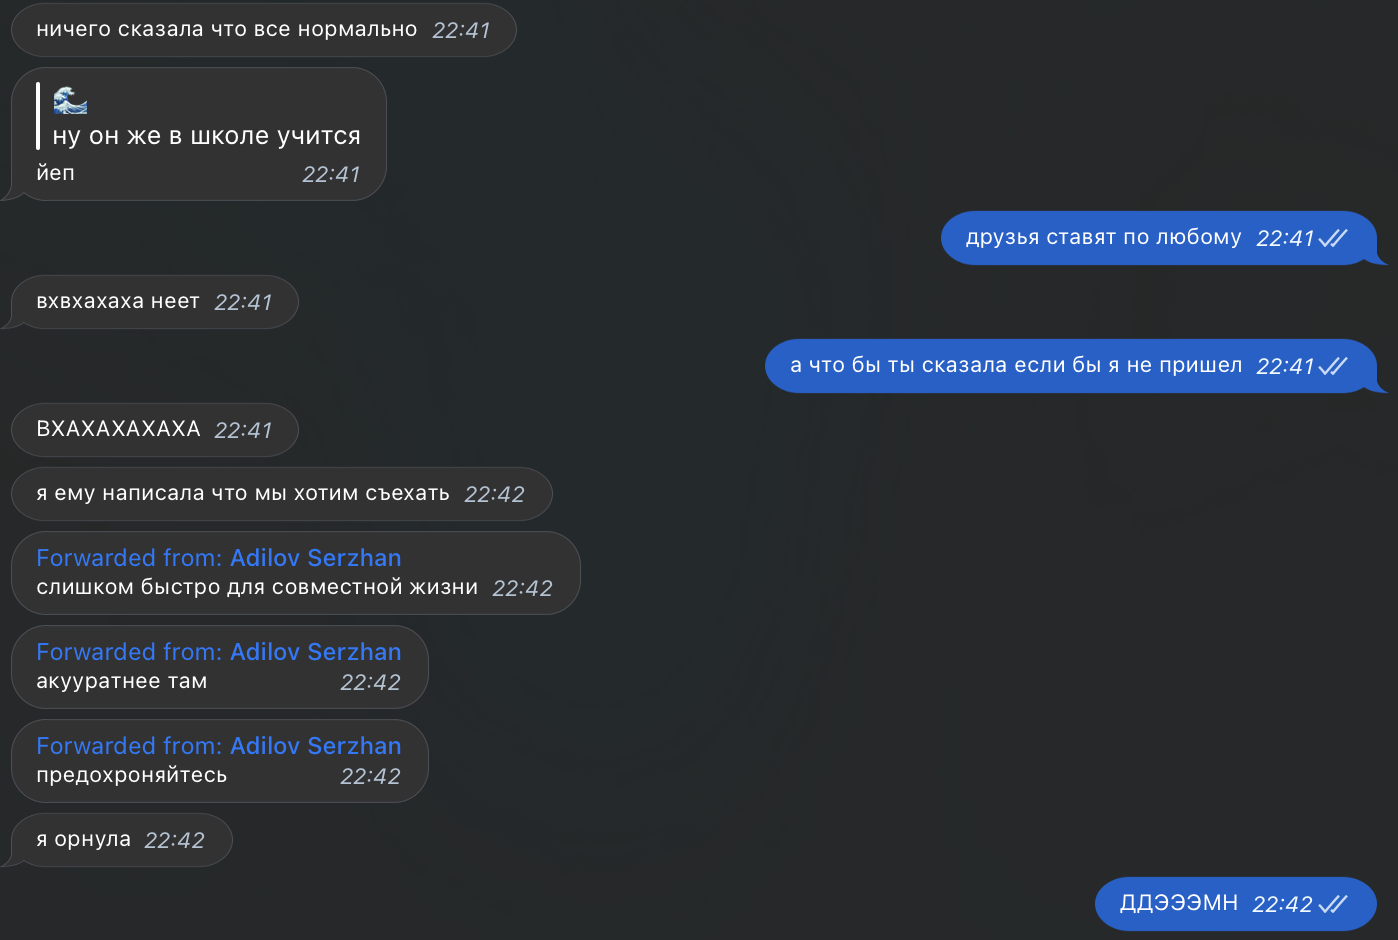 ничего сказала что все нормально 22:41
🌊
ну он же в школе учится
йеп 22:41
друзья ставят по любому 22:41
вхвхахаха неет 22:41
а что бы ты сказала если бы я не пришел 22:41
ВХАХАХАХАХА 22:41
я ему написала что мы хотим съехать 22:42
Forwarded from: Adilov Serzhan
слишком быстро для совместной жизни 22:42
Forwarded from: Adilov Serzhan
акууратнее там 22:42
Forwarded from: Adilov Serzhan
предохроняйтесь 22:42
я орнула 22:42
ДДЭЭЭМН 22:42